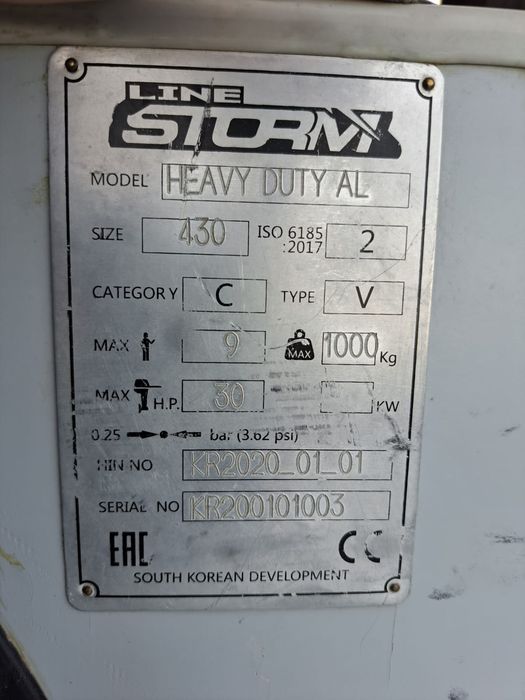 LINE
STORM
MODEL HEAVY DUTY AL
SIZE 430 ISO 6185 :2017 2
CATEGORY C TYPE V
MAX 9 MAX 1000 Kg
MAX H.P. 30 KW
0.25 bar (3.62 psi)
HIN NO KR2020_01_01
SERIAL NO KR200101003
EAC CE
SOUTH KOREAN DEVELOPMENT